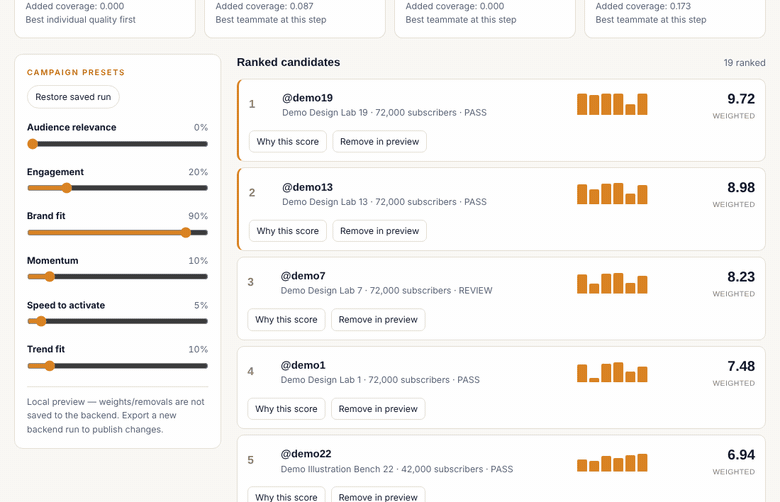 Added coverage: 0.000
Best individual quality first
Added coverage: 0.087
Best teammate at this step
Added coverage: 0.000
Best teammate at this step
Added coverage: 0.173
Best teammate at this step
CAMPAIGN PRESETS
Restore saved run
Audience relevance 0%
Engagement 20%
Brand fit 90%
Momentum 10%
Speed to activate 5%
Trend fit 10%
Local preview — weights/removals are not
saved to the backend. Export a new
backend run to publish changes.
Ranked candidates 19 ranked
1
@demo19
Demo Design Lab 19 · 72,000 subscribers · PASS
9.72
WEIGHTED
Why this score Remove in preview
2
@demo13
Demo Design Lab 13 · 72,000 subscribers · PASS
8.98
WEIGHTED
Why this score Remove in preview
3
@demo7
Demo Design Lab 7 · 72,000 subscribers · REVIEW
8.23
WEIGHTED
Why this score Remove in preview
4
@demo1
Demo Design Lab 1 · 72,000 subscribers · PASS
7.48
WEIGHTED
Why this score Remove in preview
5
@demo22
Demo Illustration Bench 22 · 42,000 subscribers · PASS
6.94
WEIGHTED
Why this score Remove in preview